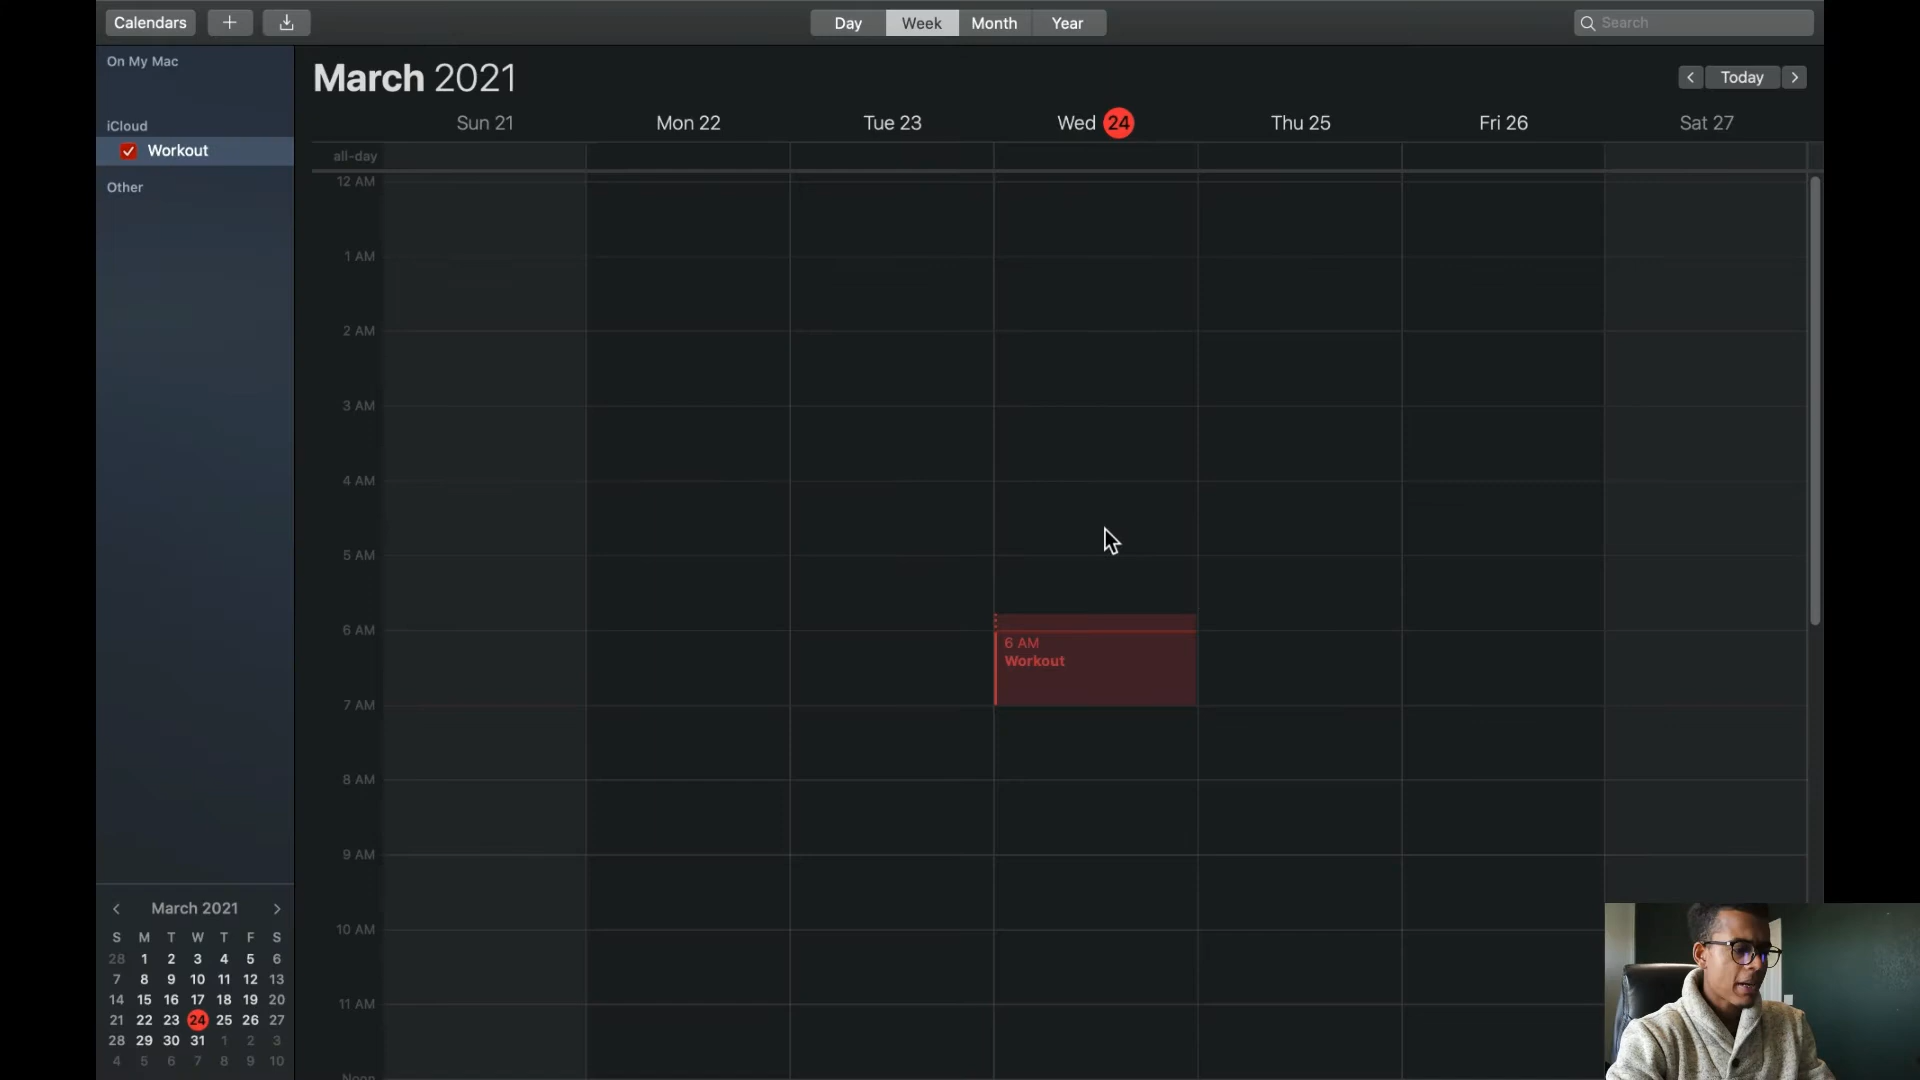 Calendars
Day Week Month Year
Search
On My Mac
iCloud
Workout
Other
March 2021
Today
Sun 21 Mon 22 Tue 23 Wed 24 Thu 25 Fri 26 Sat 27
all-day
12 AM
1 AM
2 AM
3 AM
4 AM
5 AM
6 AM
6 AM
Workout
7 AM
8 AM
9 AM
10 AM
11 AM
Noon
March 2021
S M T W T F S
28 1 2 3 4 5 6
7 8 9 10 11 12 13
14 15 16 17 18 19 20
21 22 23 24 25 26 27
28 29 30 31 1 2 3
4 5 6 7 8 9 10